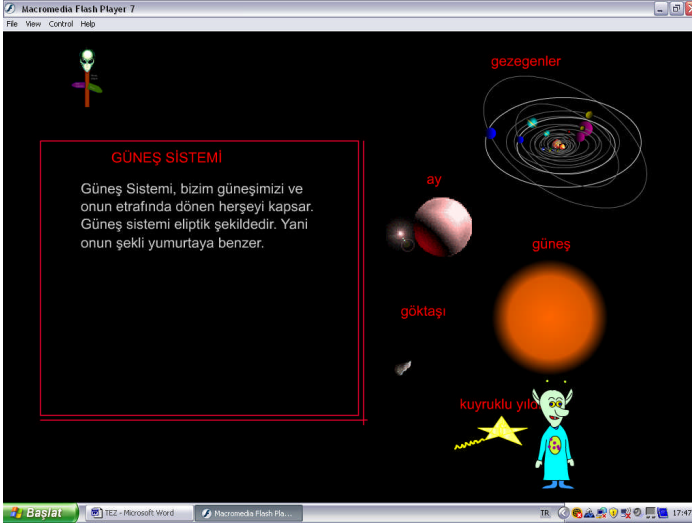 Macromedia Flash Player 7
File View Control Help
gezegenler
GÜNEŞ SİSTEMİ
Güneş Sistemi, bizim güneşimizi ve
onun etrafında dönen herşeyi kapsar.
Güneş sistemi eliptik şekildedir. Yani
onun şekli yumurtaya benzer.
ay
güneş
göktaşı
kuyruklu yıld
Başlat
TEZ - Microsoft Word
Macromedia Flash Pla...
TR
17:47